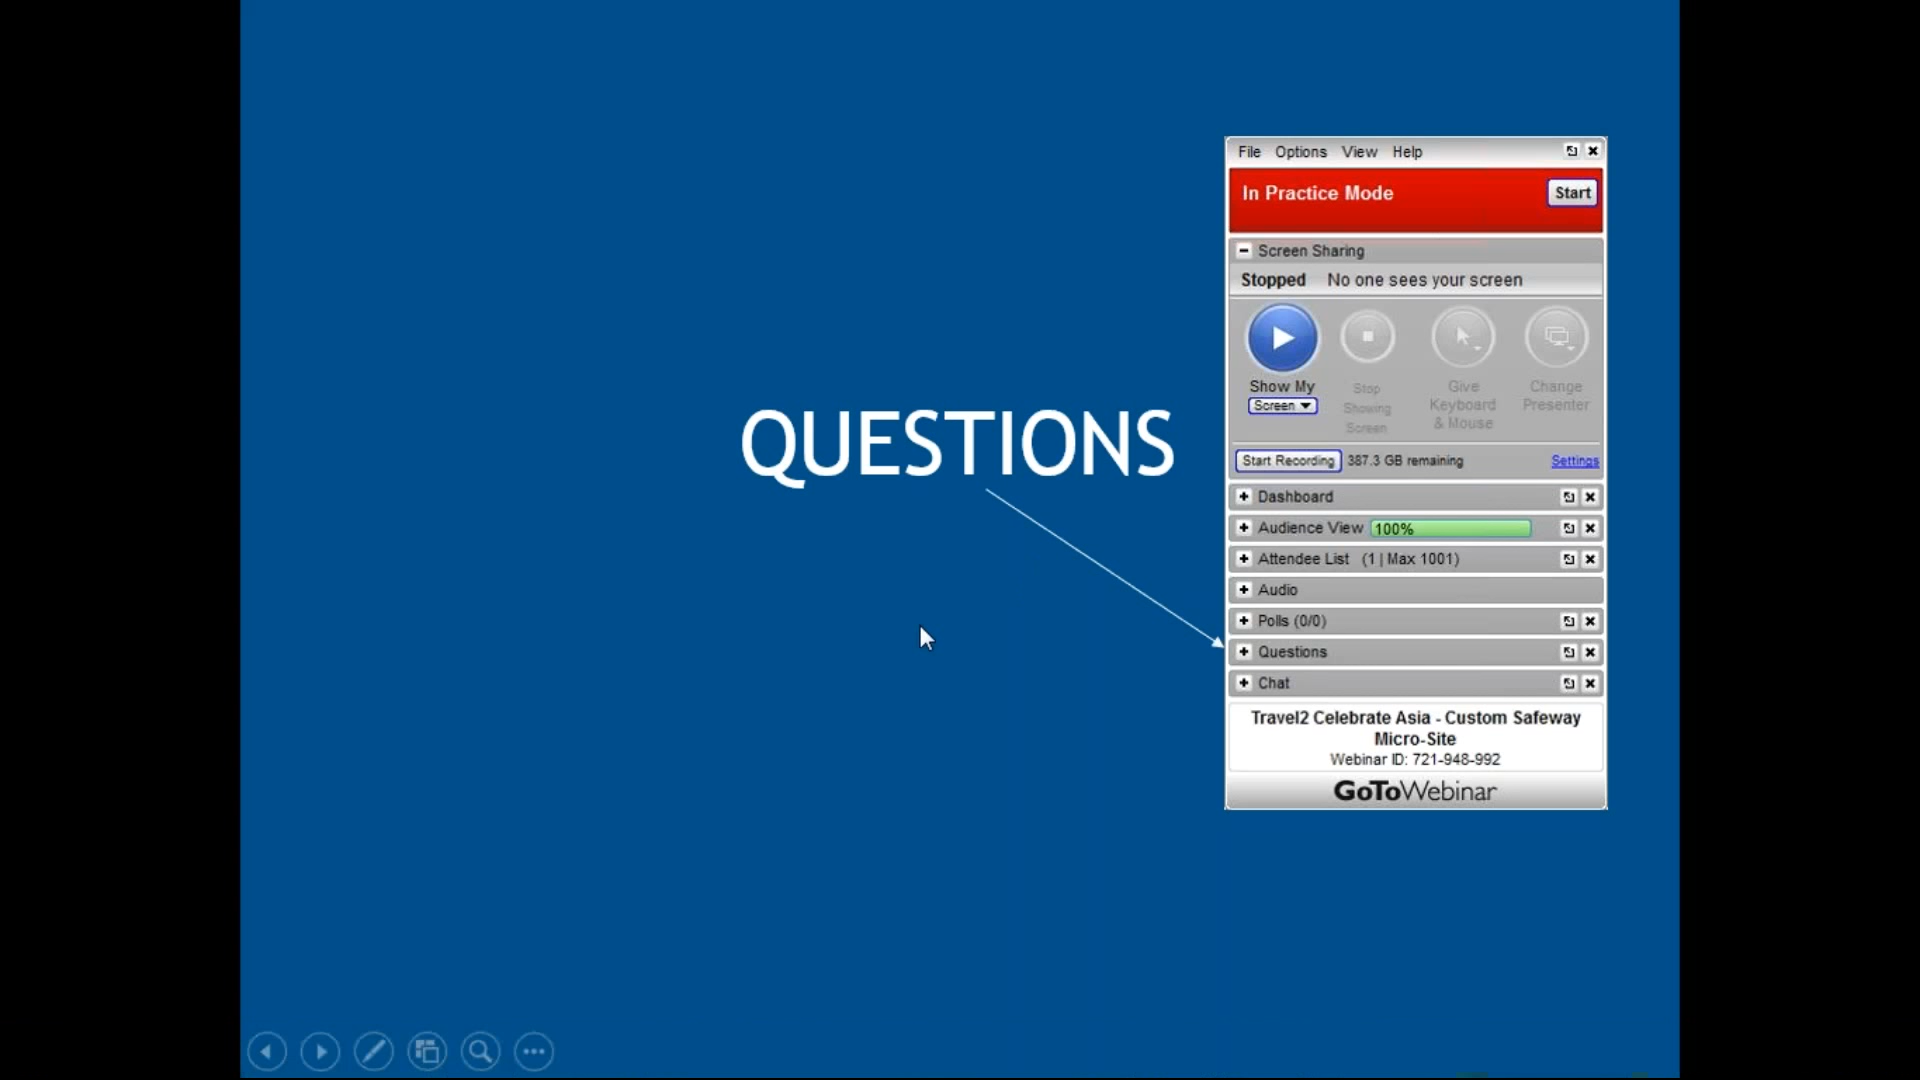 QUESTIONS
File Options View Help
In Practice Mode Start
Screen Sharing
Stopped No one sees your screen
Show My
Screen
Stop
Showing
Screen
Give
Keyboard
& Mouse
Change
Presenter
Start Recording 387.3 GB remaining Settings
Dashboard
Audience View 100%
Attendee List (1 | Max 1001)
Audio
Polls (0/0)
Questions
Chat
Travel2 Celebrate Asia - Custom Safeway
Micro-Site
Webinar ID: 721-948-992
GoToWebinar